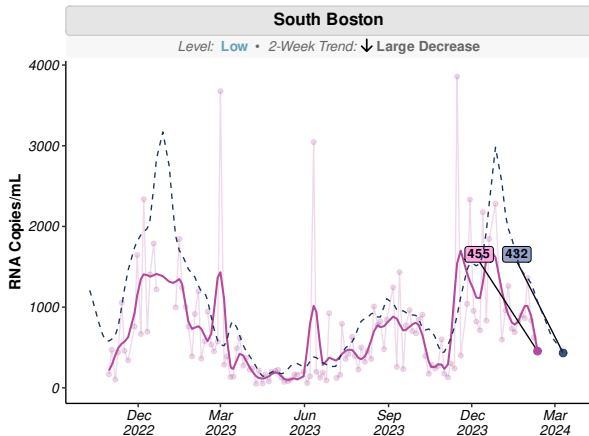 South Boston
Level: Low • 2-Week Trend: ↓ Large Decrease
RNA Copies/mL
4000
3000
2000
1000
0
455 432
Dec 2022
Mar 2023
Jun 2023
Sep 2023
Dec 2023
Mar 2024